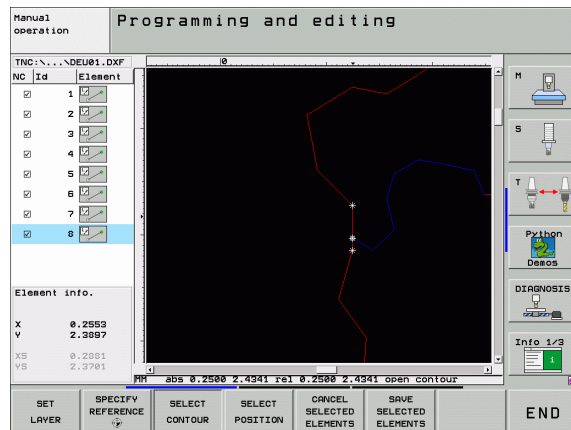 Manual operation
Programming and editing
TNC:\...\DEU01.DXF
0
NC Id Element
1
2
3
4
5
6
7
8
Element info.
X 0.2553
Y 2.3897
XS 0.2881
YS 2.3701
MM abs 0.2500 2.4341 rel 0.2500 2.4341 open contour
M
S
T
Python Demos
DIAGNOSIS
Info 1/3
SET LAYER
SPECIFY REFERENCE
SELECT CONTOUR
SELECT POSITION
CANCEL SELECTED ELEMENTS
SAVE SELECTED ELEMENTS
END